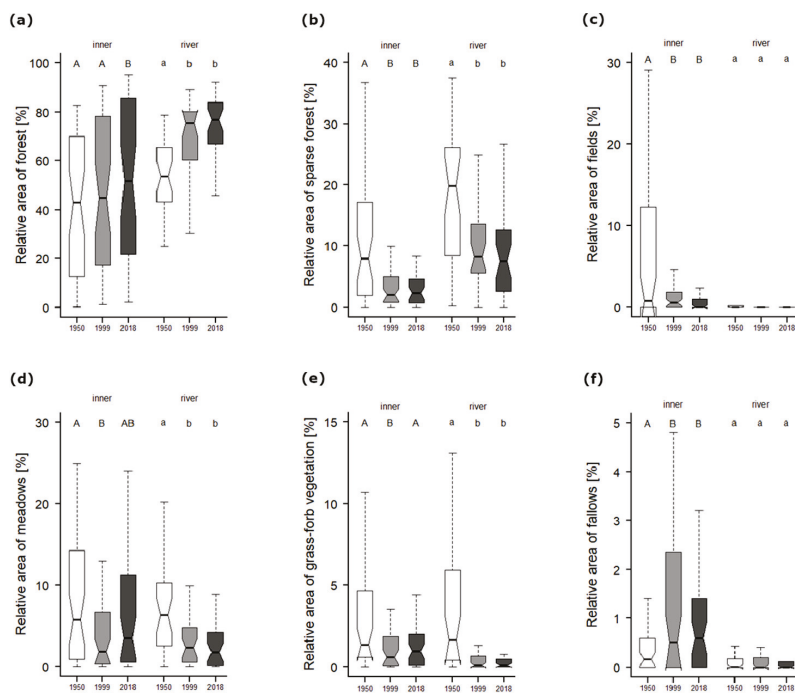 (a)
inner river
A A B a b b
Relative area of forest [%]
100
80
60
40
20
0
1950 1999 2018 1950 1999 2018
(b)
inner river
A B B a b b
Relative area of sparse forest [%]
40
30
20
10
0
1950 1999 2018 1950 1999 2018
(c)
inner river
A B B a a a
Relative area of fields [%]
30
20
10
0
1950 1999 2018 1950 1999 2018
(d)
inner river
A B AB a b b
Relative area of meadows [%]
30
20
10
0
1950 1999 2018 1950 1999 2018
(e)
inner river
A B A a b b
Relative area of grass-forb vegetation [%]
15
10
5
0
1950 1999 2018 1950 1999 2018
(f)
inner river
A B B a a a
Relative area of fallows [%]
5
4
3
2
1
0
1950 1999 2018 1950 1999 2018